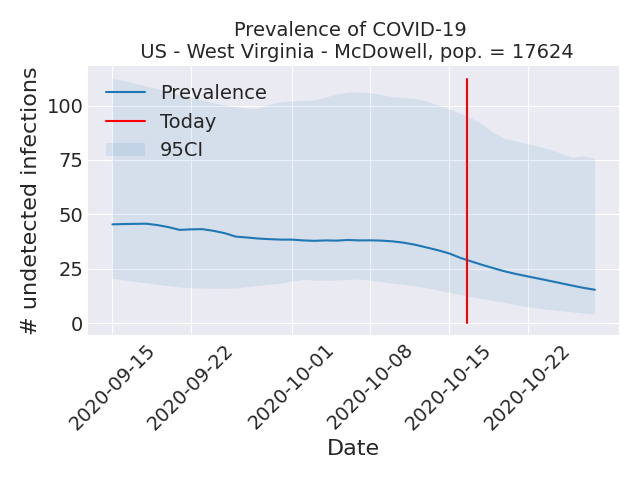 Prevalence of COVID-19
US - West Virginia - McDowell, pop. = 17624
# undetected infections
100
75
50
25
0
Prevalence
Today
95CI
2020-09-15
2020-09-22
2020-10-01
2020-10-08
2020-10-15
2020-10-22
Date